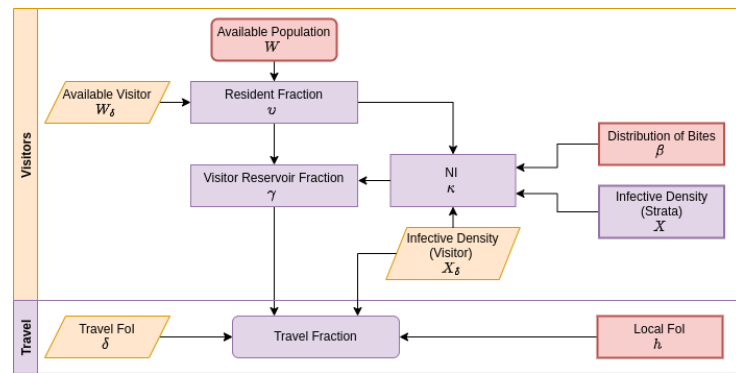 Visitors
Available Population
W
Available Visitor
W_δ
Resident Fraction
υ
Distribution of Bites
β
Visitor Reservoir Fraction
γ
NI
κ
Infective Density
(Strata)
X
Infective Density
(Visitor)
X_δ
Travel
Travel FoI
δ
Travel Fraction
Local FoI
h